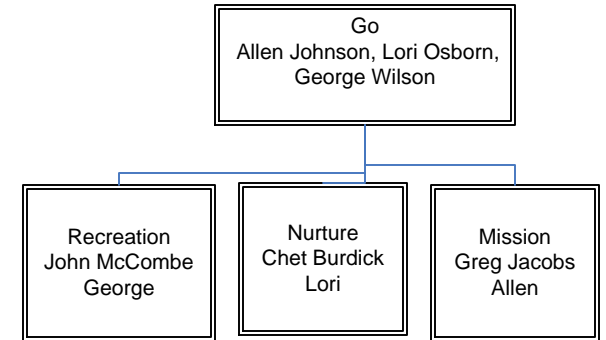 Go
Allen Johnson, Lori Osborn,
George Wilson
Recreation
John McCombe
George
Nurture
Chet Burdick
Lori
Mission
Greg Jacobs
Allen